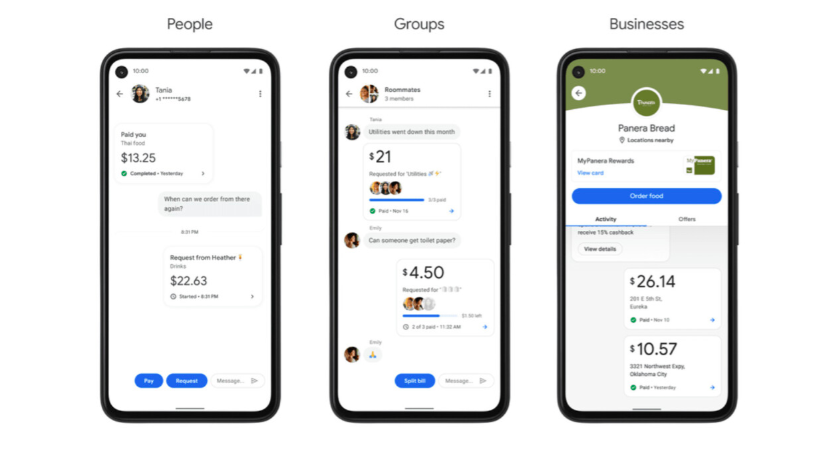 People
10:00
Tania
+1 ******5678
Paid you
Thai food
$13.25
Completed • Yesterday
When can we order from there
again?
8:31 PM
Request from Heather
Drinks
$22.63
Started • 8:31 PM
Pay
Request
Message...
Groups
10:00
Roommates
3 members
Tania
Utilities went down this month
$21
Requested for "Utilities
3/3 paid
Paid • Nov 16
Emily
Can someone get toilet paper?
$4.50
Requested for "
$1.50 left
2 of 3 paid • 11:32 AM
Emily
Split bill
Message...
Businesses
10:00
Panera
Panera Bread
Locations nearby
MyPanera Rewards
View card
Panera
Order food
Activity
Offers
receive 15% cashback
View details
$26.14
201 E 5th St,
Eureka
Paid • Nov 10
$10.57
3321 Northwest Expy,
Oklahoma City
Paid • Yesterday